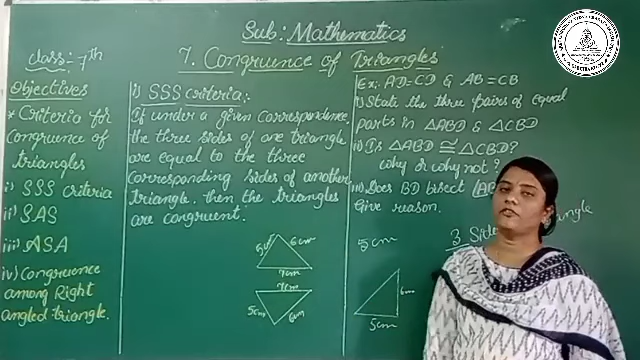 Sub: Mathematics
Class:- 7th
7. Congruence of Triangles
Objectives
* Criteria for
Congruence of
triangles
i) SSS Criteria
ii) SAS
iii) ASA
iv) Congruence
among Right
angled triangle.
i) SSS criteria:-
If under a given correspondence,
the three sides of one triangle
are equal to the three
corresponding sides of another
triangle, then the triangles
are congruent.
5cm 6cm
7cm
7cm
5cm 6cm
Ex:- AD=CD & AB=CB
i) State the three pairs of equal
parts in △ABD & △CBD
ii) Is △ABD ≅ △CBD?
why or why not?
iii) Does BD bisect
Give reason.
3 Side
5cm
6cm
5cm